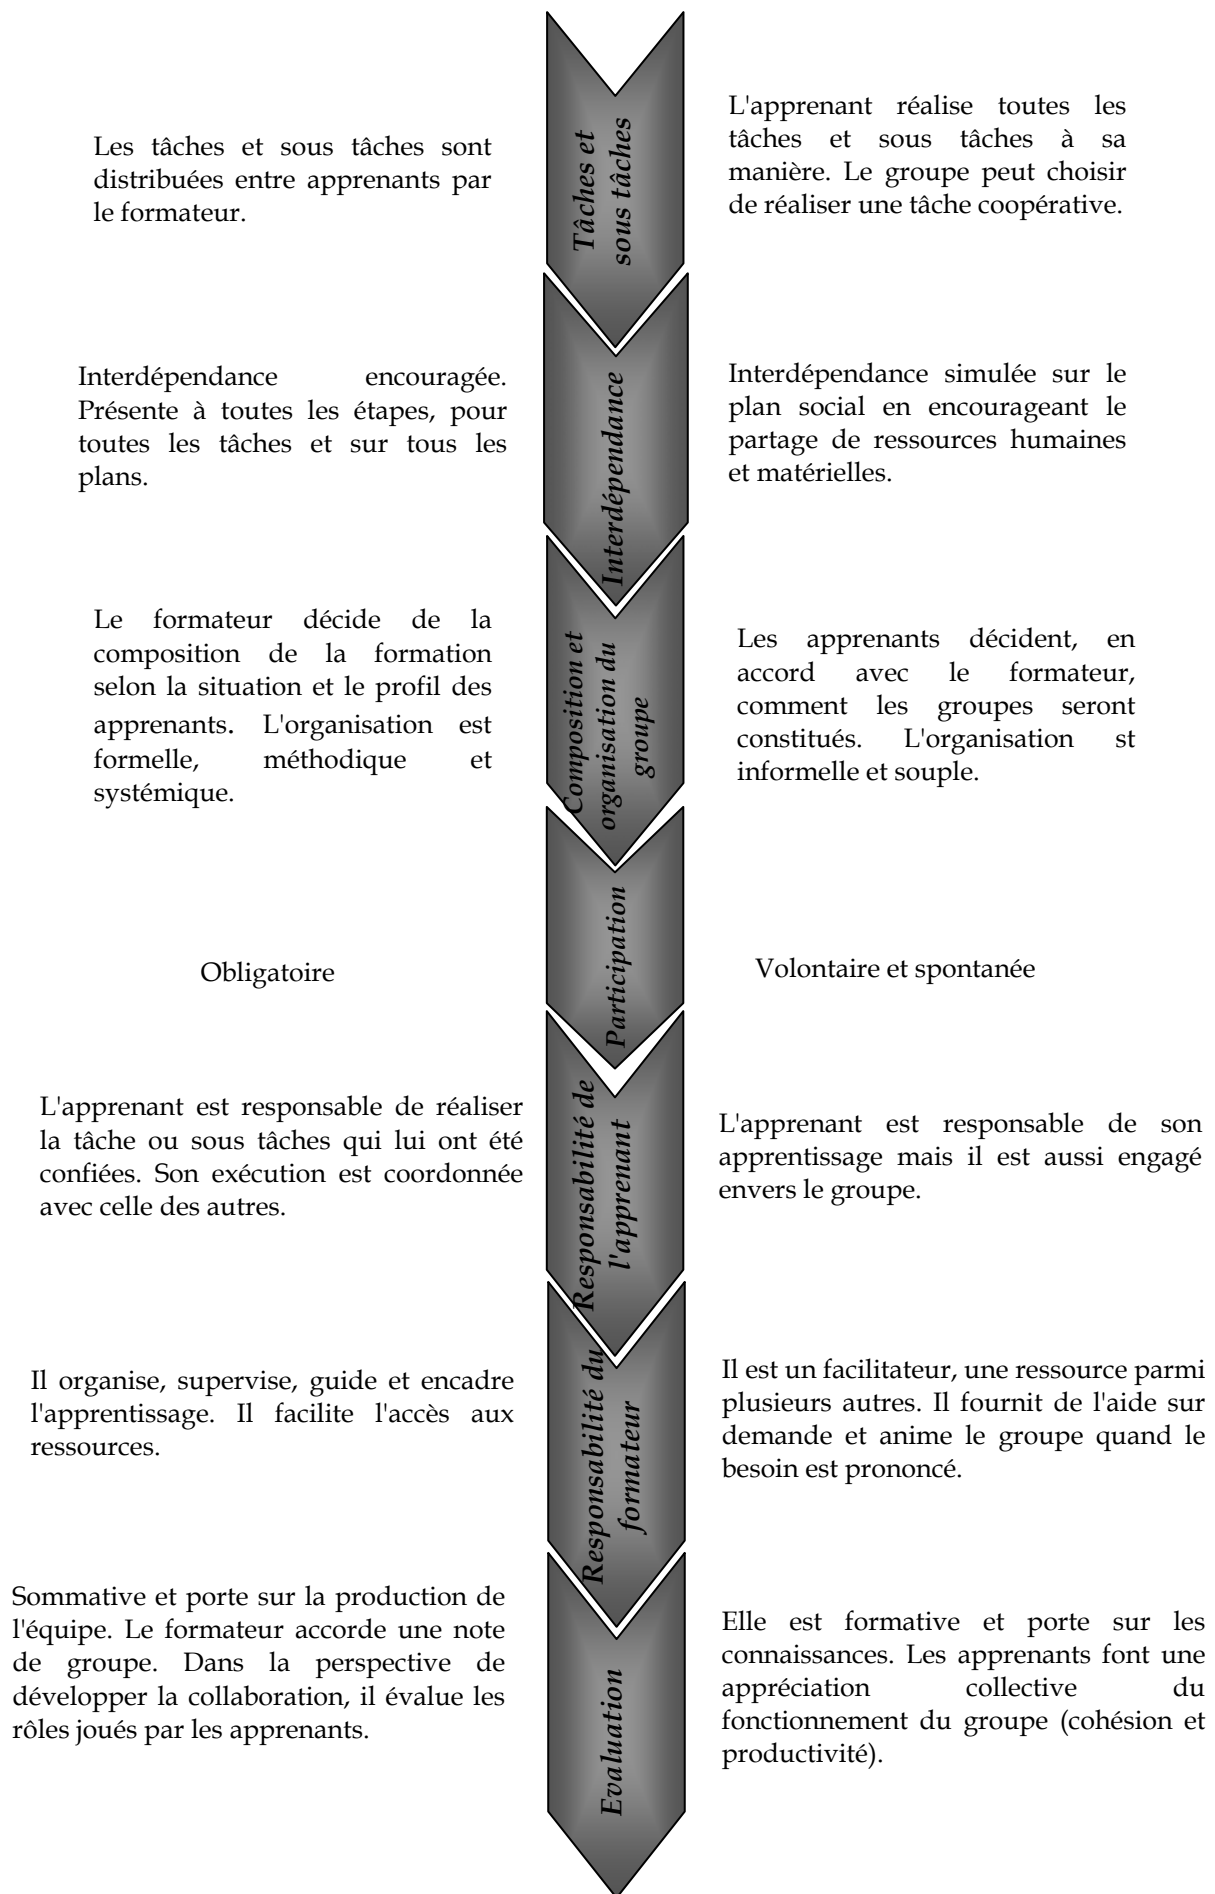 Les tâches et sous tâches sont
distribuées entre apprenants par
le formateur.
Tâches et
sous tâches
L'apprenant réalise toutes les
tâches et sous tâches à sa
manière. Le groupe peut choisir
de réaliser une tâche coopérative.
Interdépendance encouragée.
Présente à toutes les étapes, pour
toutes les tâches et sur tous les
plans.
Interdépendance
Interdépendance simulée sur le
plan social en encourageant le
partage de ressources humaines
et matérielles.
Le formateur décide de la
composition de la formation
selon la situation et le profil des
apprenants. L'organisation est
formelle, méthodique et
systémique.
Composition et
organisation du
groupe
Les apprenants décident, en
accord avec le formateur,
comment les groupes seront
constitués. L'organisation st
informelle et souple.
Obligatoire
Participation
Volontaire et spontanée
L'apprenant est responsable de réaliser
la tâche ou sous tâches qui lui ont été
confiées. Son exécution est coordonnée
avec celle des autres.
Responsabilité de
l'apprenant
L'apprenant est responsable de son
apprentissage mais il est aussi engagé
envers le groupe.
Il organise, supervise, guide et encadre
l'apprentissage. Il facilite l'accès aux
ressources.
Responsabilité du
formateur
Il est un facilitateur, une ressource parmi
plusieurs autres. Il fournit de l'aide sur
demande et anime le groupe quand le
besoin est prononcé.
Sommative et porte sur la production de
l'équipe. Le formateur accorde une note
de groupe. Dans la perspective de
développer la collaboration, il évalue les
rôles joués par les apprenants.
Evaluation
Elle est formative et porte sur les
connaissances. Les apprenants font une
appréciation collective du
fonctionnement du groupe (cohésion et
productivité).